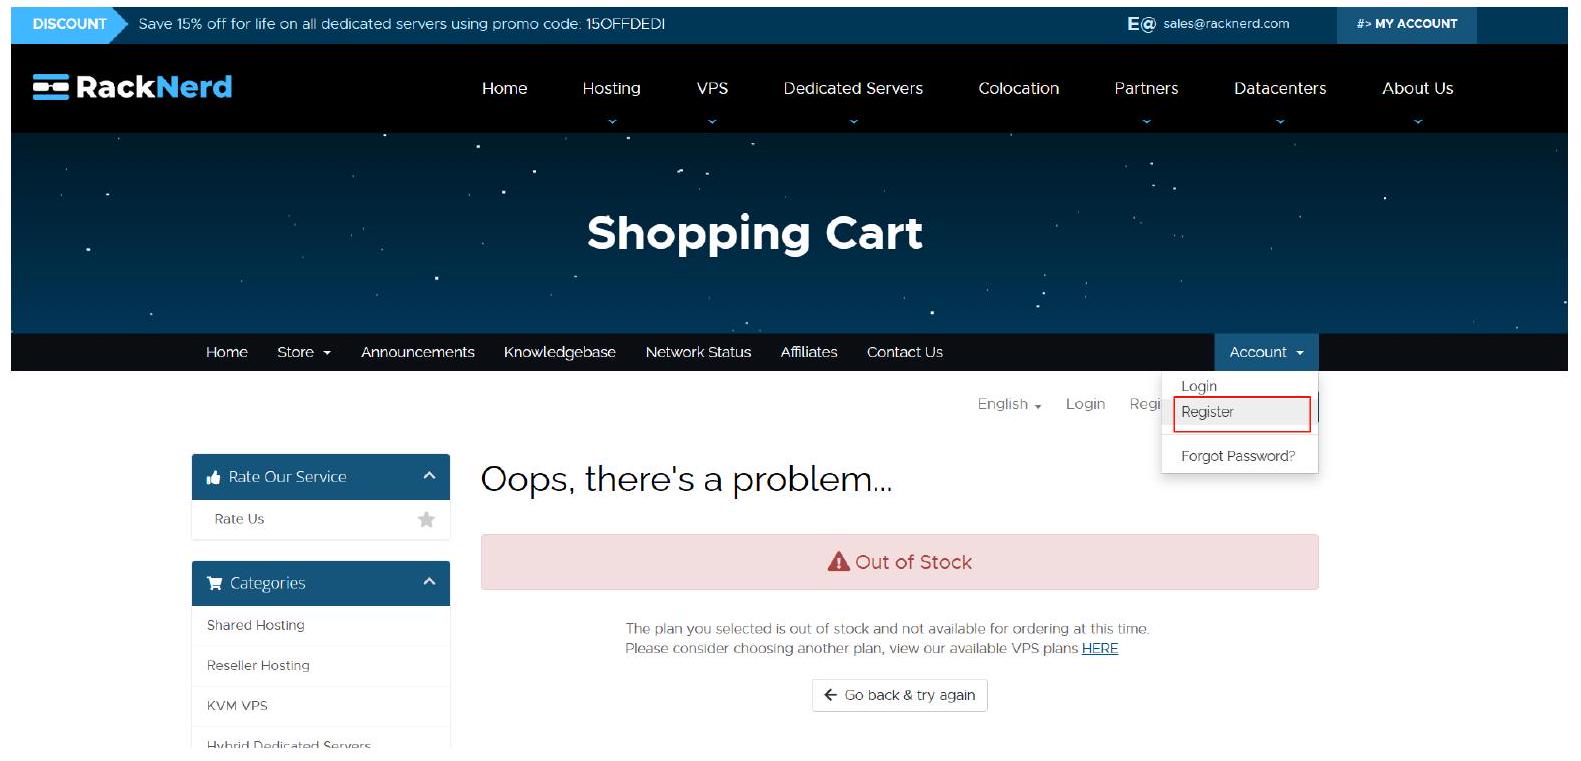 DISCOUNT Save 15% off for life on all dedicated servers using promo code: 15OFFDEDI E@ sales@racknerd.com #> MY ACCOUNT
RackNerd Home Hosting VPS Dedicated Servers Colocation Partners Datacenters About Us
Shopping Cart
Home Store Announcements Knowledgebase Network Status Affiliates Contact Us Account
Login
English Login Regi
Register
Forgot Password?
Rate Our Service
Rate Us
Categories
Shared Hosting
Reseller Hosting
KVM VPS
Hybrid Dedicated Servers
Oops, there's a problem...
Out of Stock
The plan you selected is out of stock and not available for ordering at this time.
Please consider choosing another plan, view our available VPS plans HERE
Go back & try again